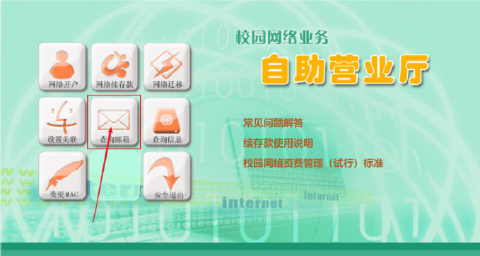 校园网络业务
自助营业厅
网络开户
网络续存款
网络迁移
设置关联
查询邮箱
查询信息
变更MAC
安全退出
常见问题解答
续存款使用说明
校园网络资费管理（试行）标准
Internet